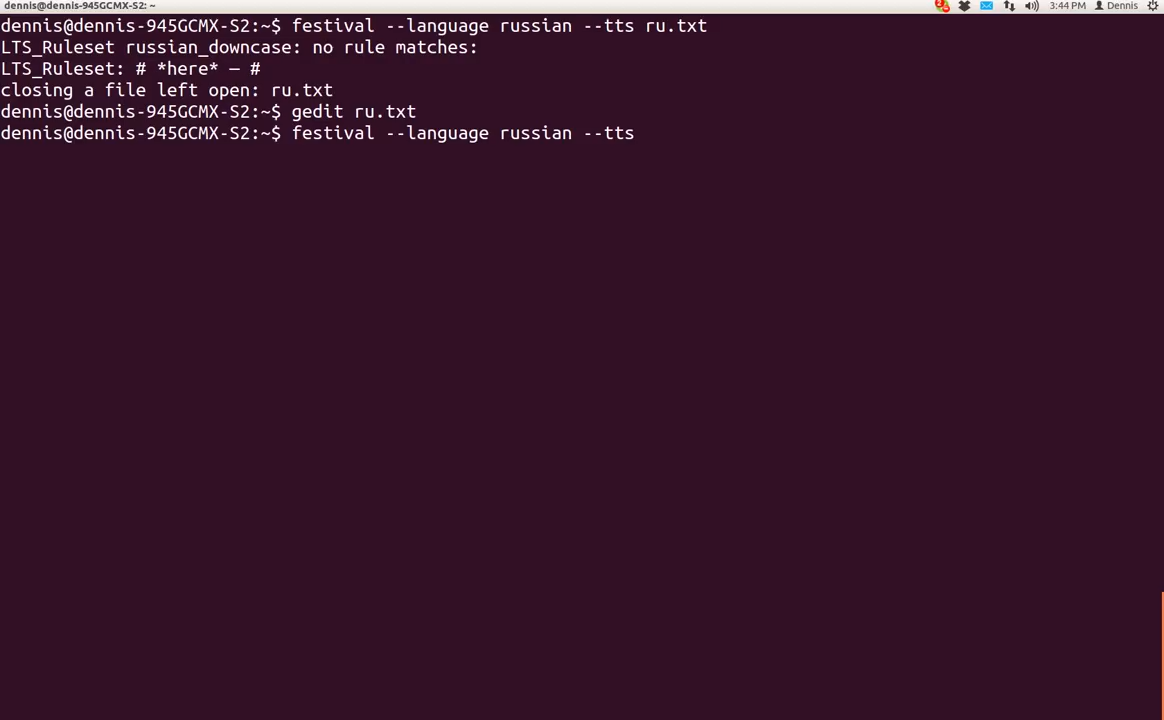 dennis@dennis-945GCMX-S2: ~
2
3:44 PM
Dennis
dennis@dennis-945GCMX-S2:~$ festival --language russian --tts ru.txt
LTS_Ruleset russian_downcase: no rule matches:
LTS_Ruleset: # *here* — #
closing a file left open: ru.txt
dennis@dennis-945GCMX-S2:~$ gedit ru.txt
dennis@dennis-945GCMX-S2:~$ festival --language russian --tts